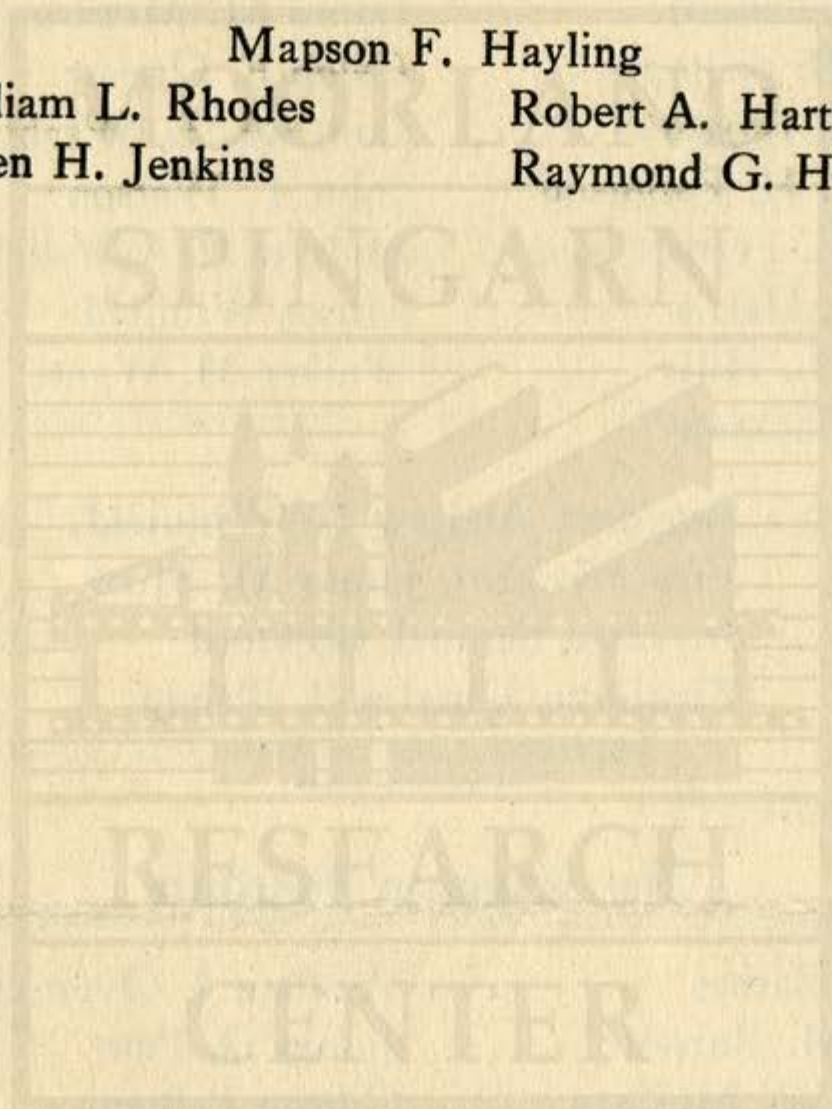 Mapson F. Hayling
liam L. Rhodes Robert A. Hart
en H. Jenkins Raymond G. H
MOORLAND
SPINGARN
RESEARCH
CENTER